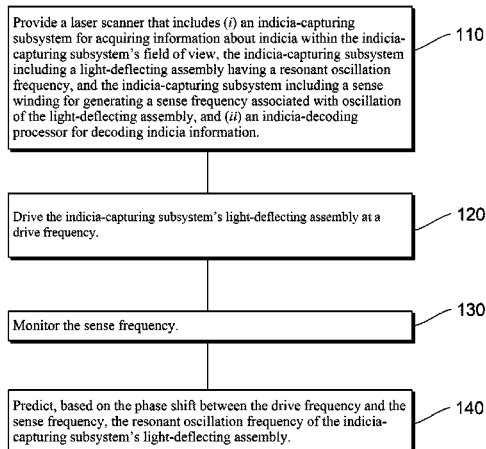 Provide a laser scanner that includes (i) an indicia-capturing
subsystem for acquiring information about indicia within the indicia-
capturing subsystem's field of view, the indicia-capturing subsystem
including a light-deflecting assembly having a resonant oscillation
frequency, and the indicia-capturing subsystem including a sense
winding for generating a sense frequency associated with oscillation
of the light-deflecting assembly, and (ii) an indicia-decoding
processor for decoding indicia information.
110
Drive the indicia-capturing subsystem's light-deflecting assembly at a
drive frequency.
120
Monitor the sense frequency.
130
Predict, based on the phase shift between the drive frequency and the
sense frequency, the resonant oscillation frequency of the indicia-
capturing subsystem's light-deflecting assembly.
140